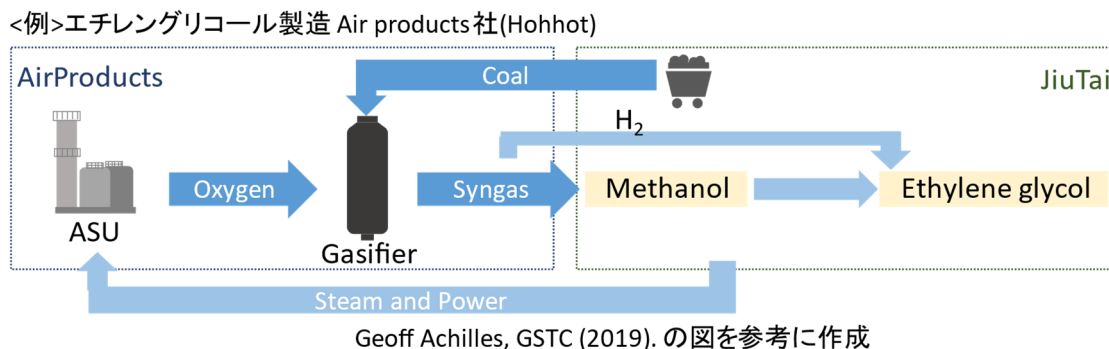 <例>エチレングリコール製造 Air products社(Hohhot)
AirProducts
Coal
JiuTai
H2
Oxygen
Syngas
Methanol
Ethylene glycol
ASU
Gasifier
Steam and Power
Geoff Achilles, GSTC (2019). の図を参考に作成